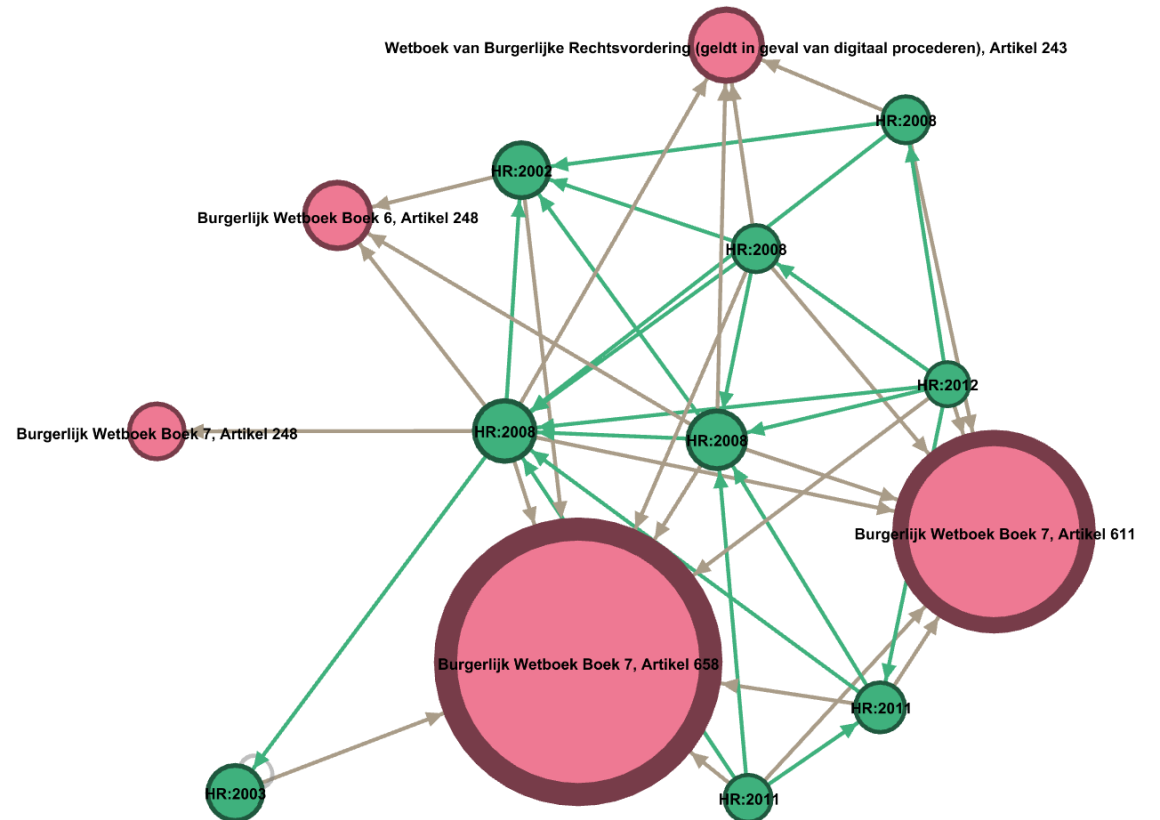 Wetboek van Burgerlijke Rechtsvordering (geldt in geval van digitaal procederen), Artikel 243
HR:2008
HR:2002
Burgerlijk Wetboek Boek 6, Artikel 248
HR:2008
HR:2012
Burgerlijk Wetboek Boek 7, Artikel 248
HR:2008
HR:2008
Burgerlijk Wetboek Boek 7, Artikel 611
Burgerlijk Wetboek Boek 7, Artikel 658
HR:2011
HR:2003
HR:2011